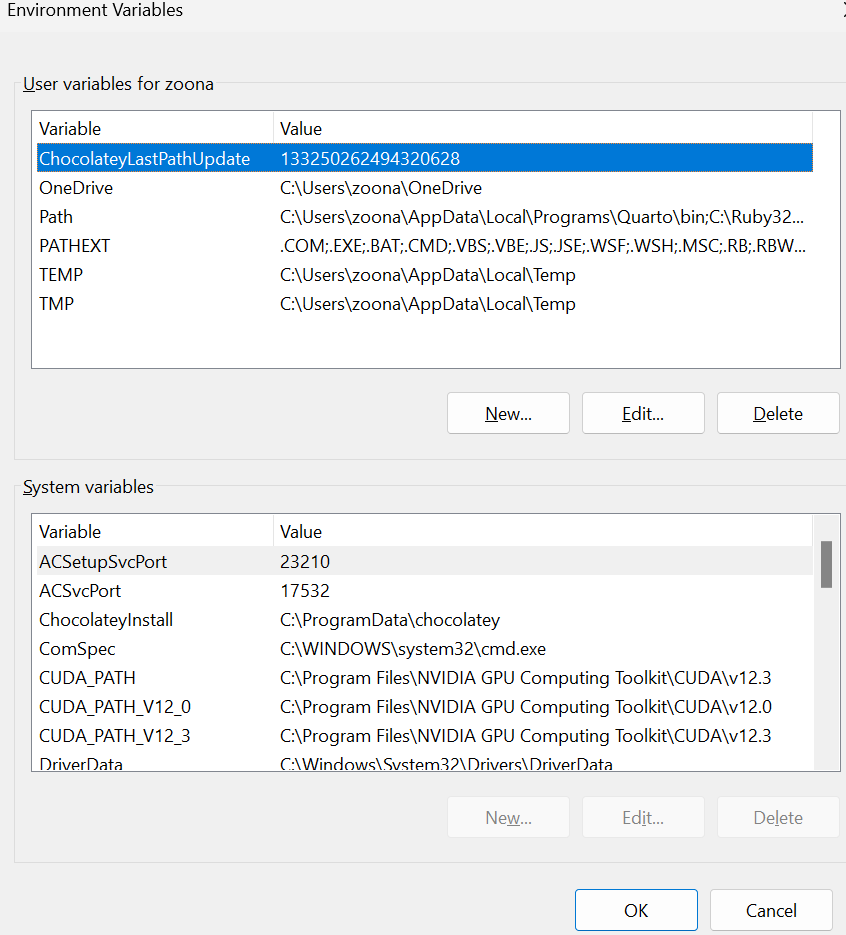 Environment Variables
User variables for zoona
Variable Value
ChocolateyLastPathUpdate 133250262494320628
OneDrive C:\Users\zoona\OneDrive
Path C:\Users\zoona\AppData\Local\Programs\Quarto\bin;C:\Ruby32...
PATHEXT .COM;.EXE;.BAT;.CMD;.VBS;.VBE;.JS;.JSE;.WSF;.WSH;.MSC;.RB;.RBW...
TEMP C:\Users\zoona\AppData\Local\Temp
TMP C:\Users\zoona\AppData\Local\Temp
New... Edit... Delete
System variables
Variable Value
ACSetupSvcPort 23210
ACSvcPort 17532
ChocolateyInstall C:\ProgramData\chocolatey
ComSpec C:\WINDOWS\system32\cmd.exe
CUDA_PATH C:\Program Files\NVIDIA GPU Computing Toolkit\CUDA\v12.3
CUDA_PATH_V12_0 C:\Program Files\NVIDIA GPU Computing Toolkit\CUDA\v12.0
CUDA_PATH_V12_3 C:\Program Files\NVIDIA GPU Computing Toolkit\CUDA\v12.3
DriverData C:\Windows\System32\Drivers\DriverData
New... Edit... Delete
OK Cancel